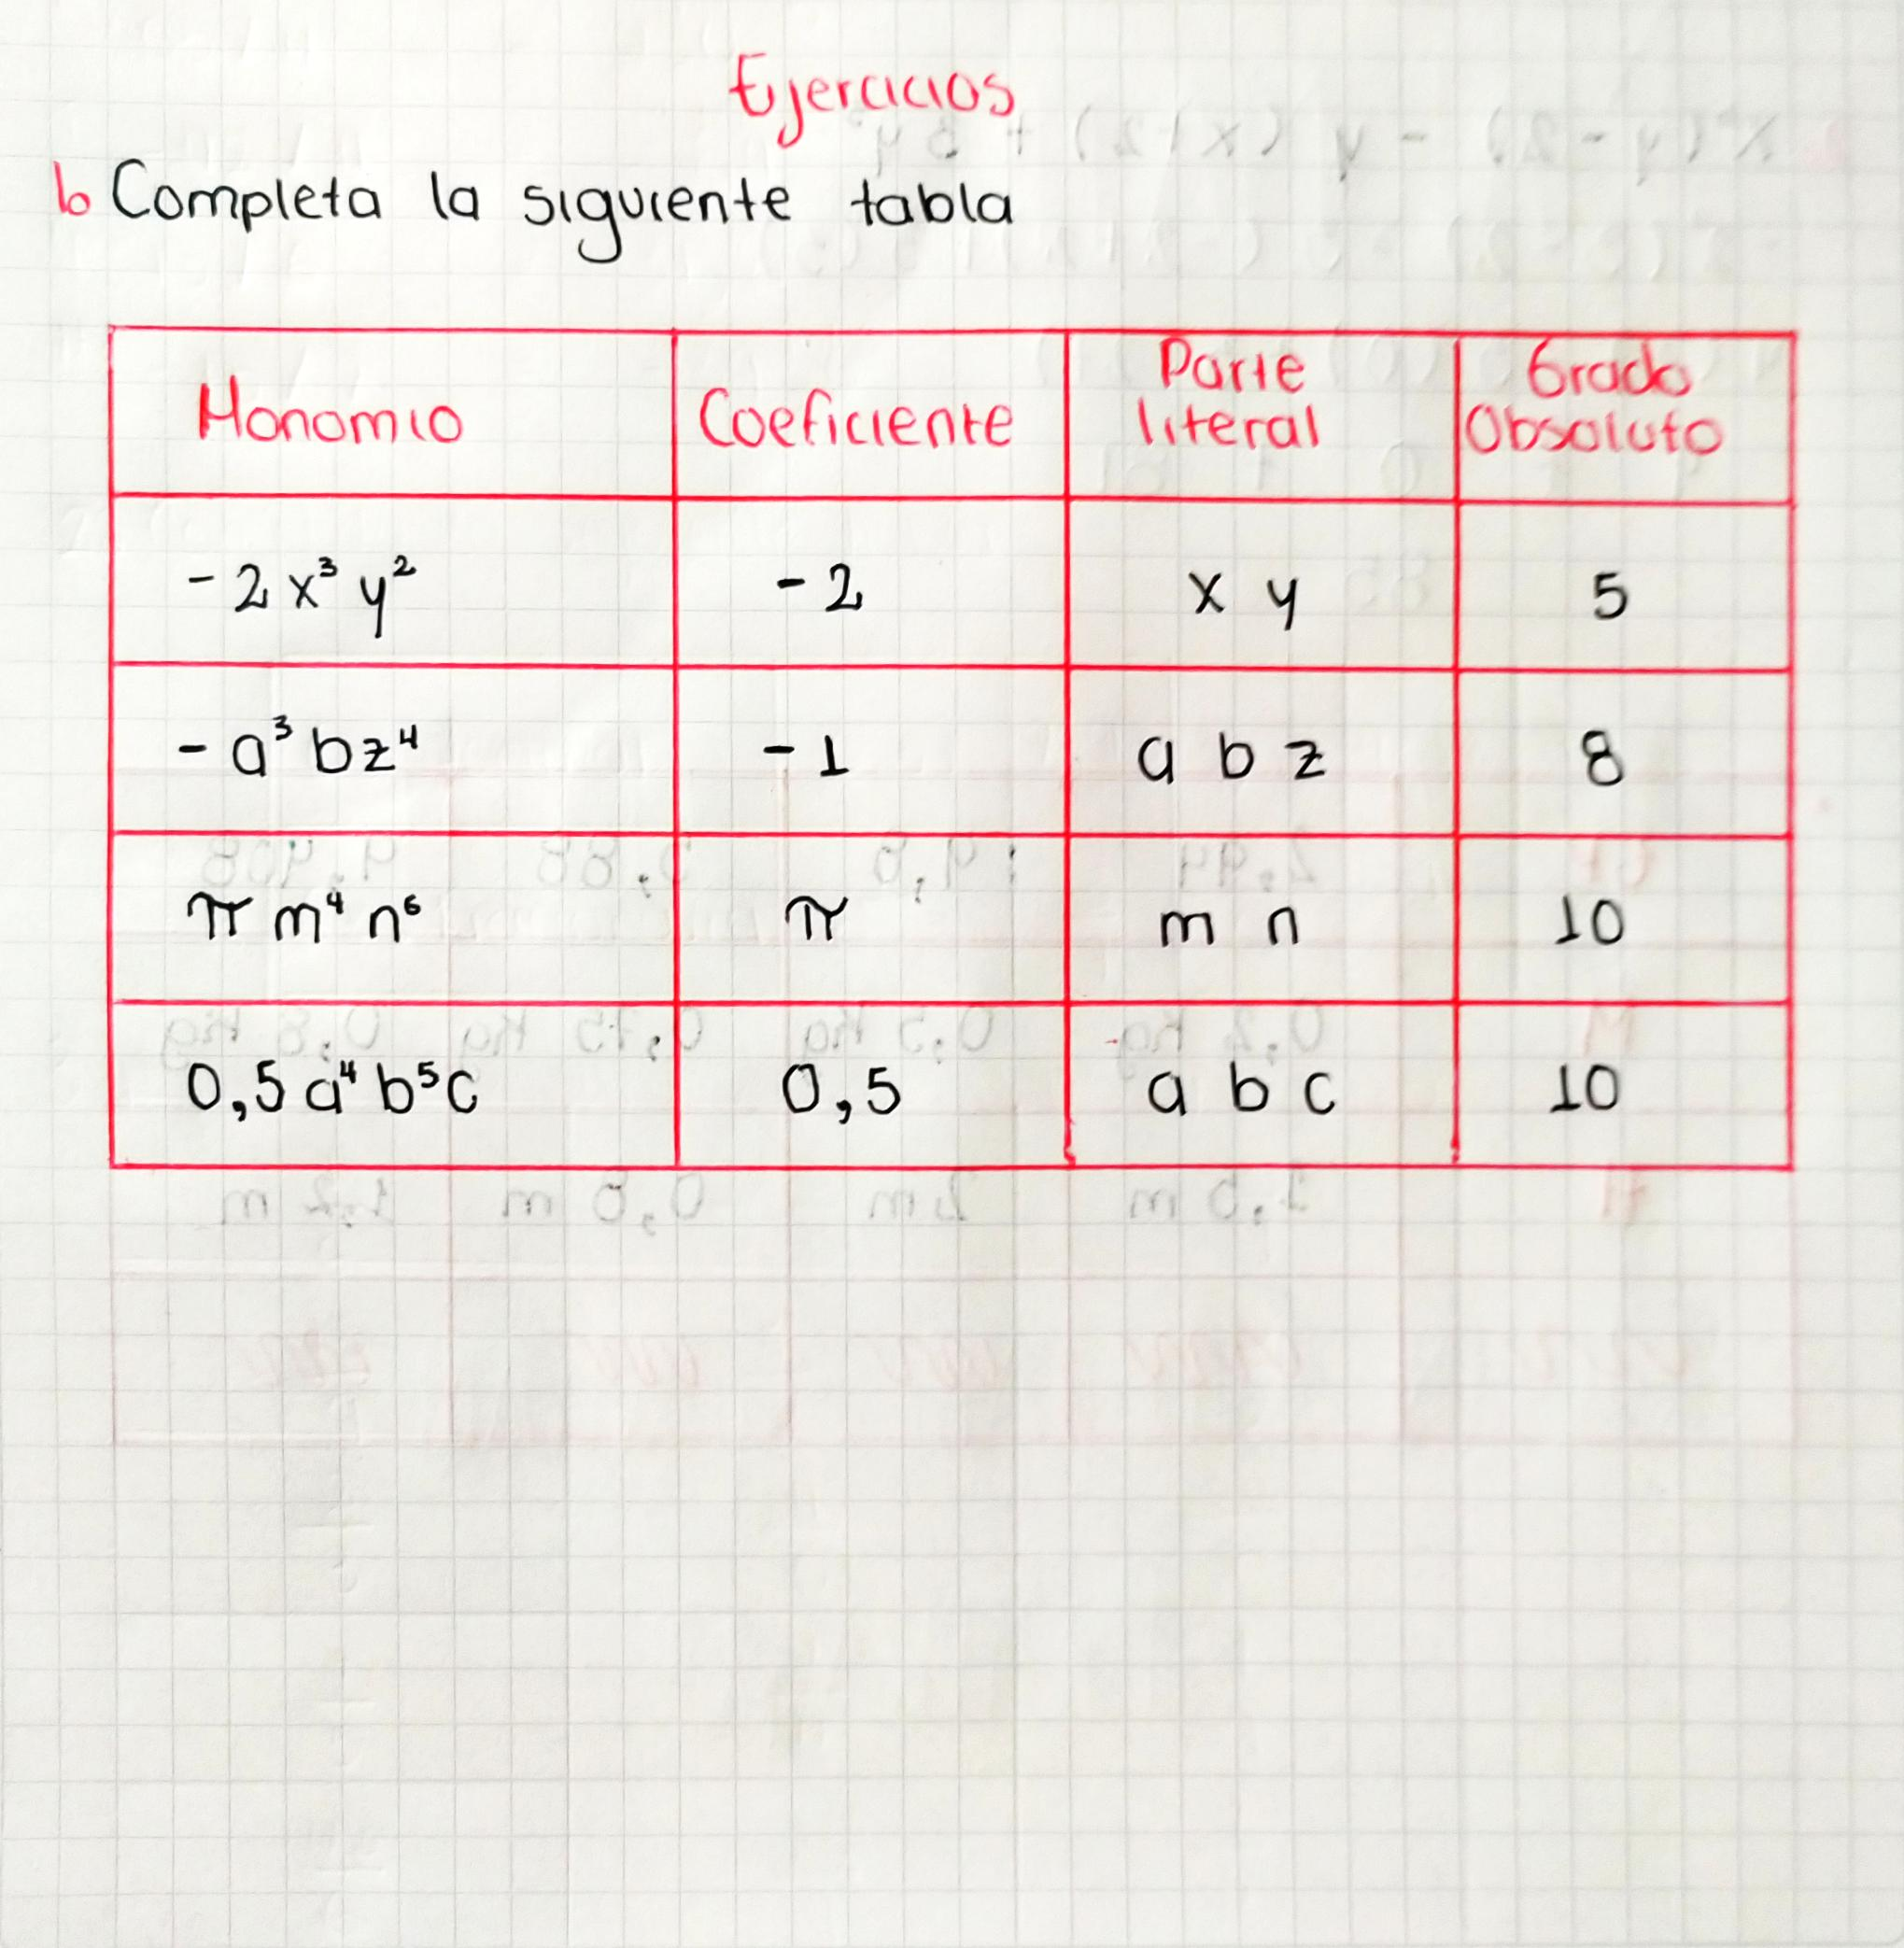 Ejercicios
b Completa la siguiente tabla
Monomio Coeficiente Parte literal Grado Obsoluto
- 2 x³ y² - 2 x y 5
- a³ b z⁴ - 1 a b z 8
π m⁴ n⁶ π m n 10
0,5 a⁴ b⁵ c 0,5 a b c 10